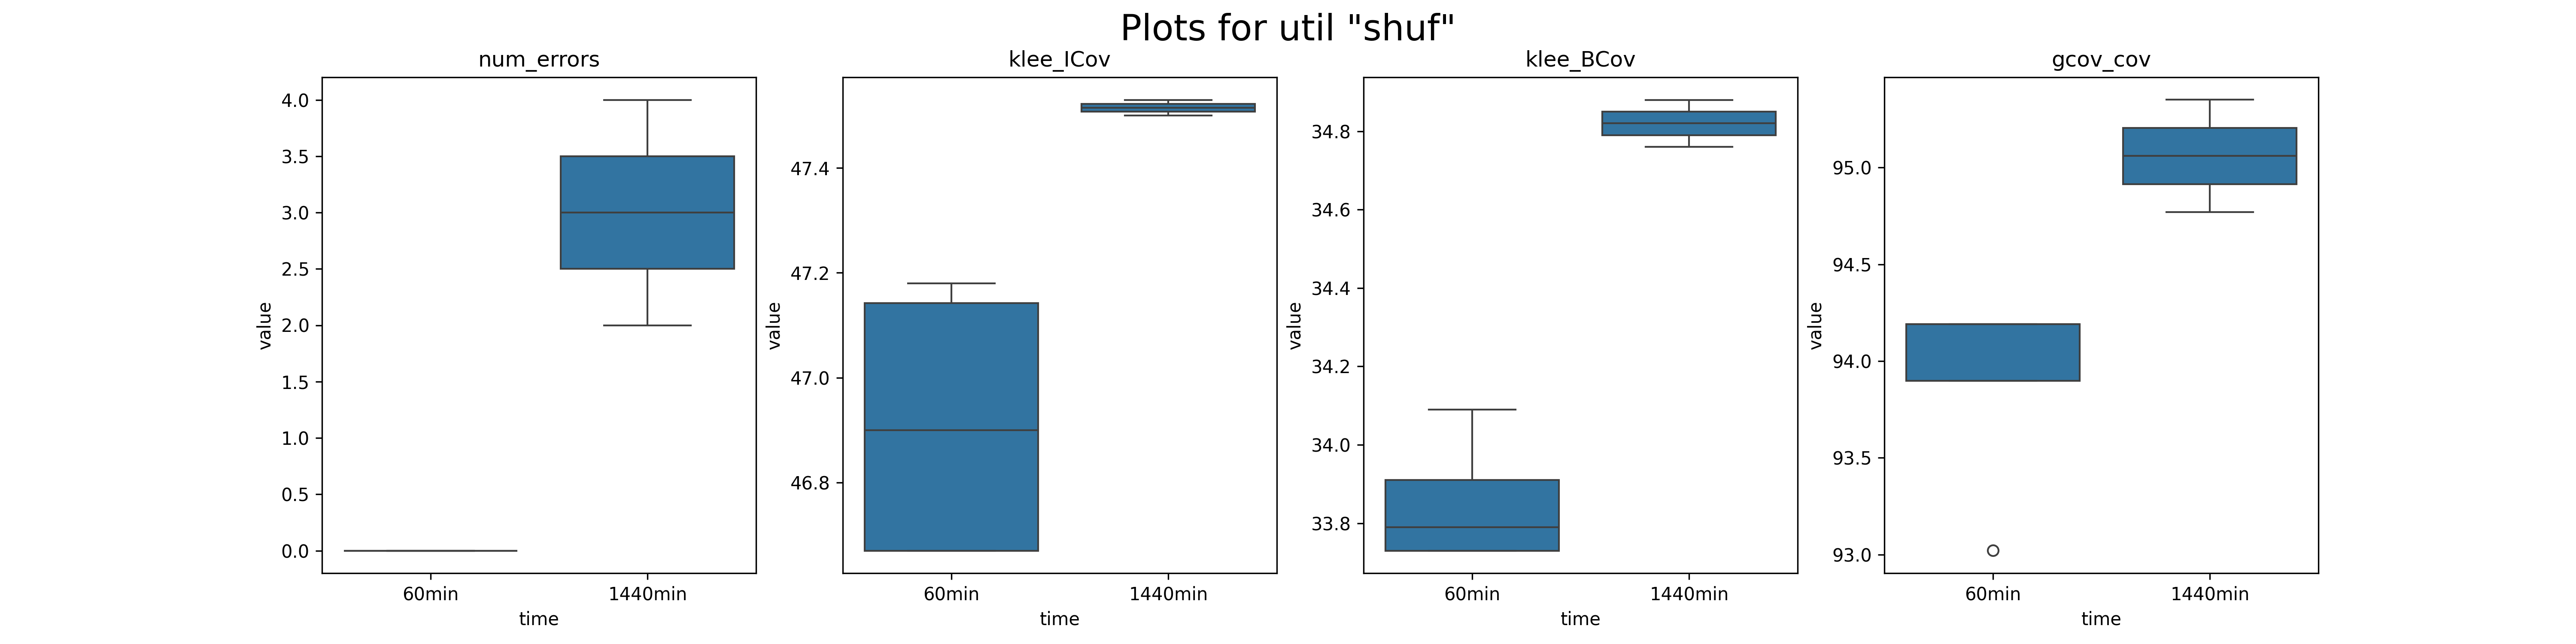 Plots for util "shuf"
num_errors
4.0
3.5
3.0
2.5
2.0
1.5
1.0
0.5
0.0
value
60min
1440min
time
klee_ICov
47.4
47.2
47.0
46.8
value
60min
1440min
time
klee_BCov
34.8
34.6
34.4
34.2
34.0
33.8
value
60min
1440min
time
gcov_cov
95.0
94.5
94.0
93.5
93.0
value
60min
1440min
time